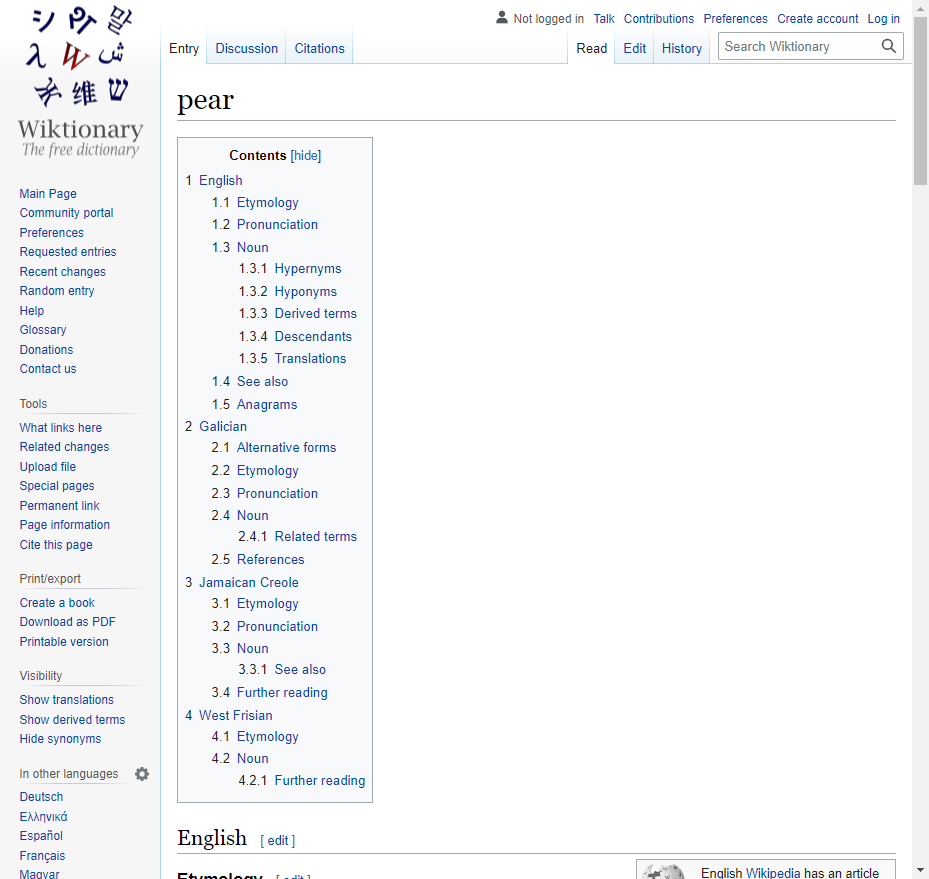 Not logged in Talk Contributions Preferences Create account Log in
Entry Discussion Citations Read Edit History Search Wiktionary
Wiktionary
The free dictionary
Main Page
Community portal
Preferences
Requested entries
Recent changes
Random entry
Help
Glossary
Donations
Contact us
Tools
What links here
Related changes
Upload file
Special pages
Permanent link
Page information
Cite this page
Print/export
Create a book
Download as PDF
Printable version
Visibility
Show translations
Show derived terms
Hide synonyms
In other languages
Deutsch
Ελληνικά
Español
Français
Magyar
pear
Contents [hide]
1 English
1.1 Etymology
1.2 Pronunciation
1.3 Noun
1.3.1 Hypernyms
1.3.2 Hyponyms
1.3.3 Derived terms
1.3.4 Descendants
1.3.5 Translations
1.4 See also
1.5 Anagrams
2 Galician
2.1 Alternative forms
2.2 Etymology
2.3 Pronunciation
2.4 Noun
2.4.1 Related terms
2.5 References
3 Jamaican Creole
3.1 Etymology
3.2 Pronunciation
3.3 Noun
3.3.1 See also
3.4 Further reading
4 West Frisian
4.1 Etymology
4.2 Noun
4.2.1 Further reading
English [ edit ]
Etymology [ edit ]
English Wikipedia has an article